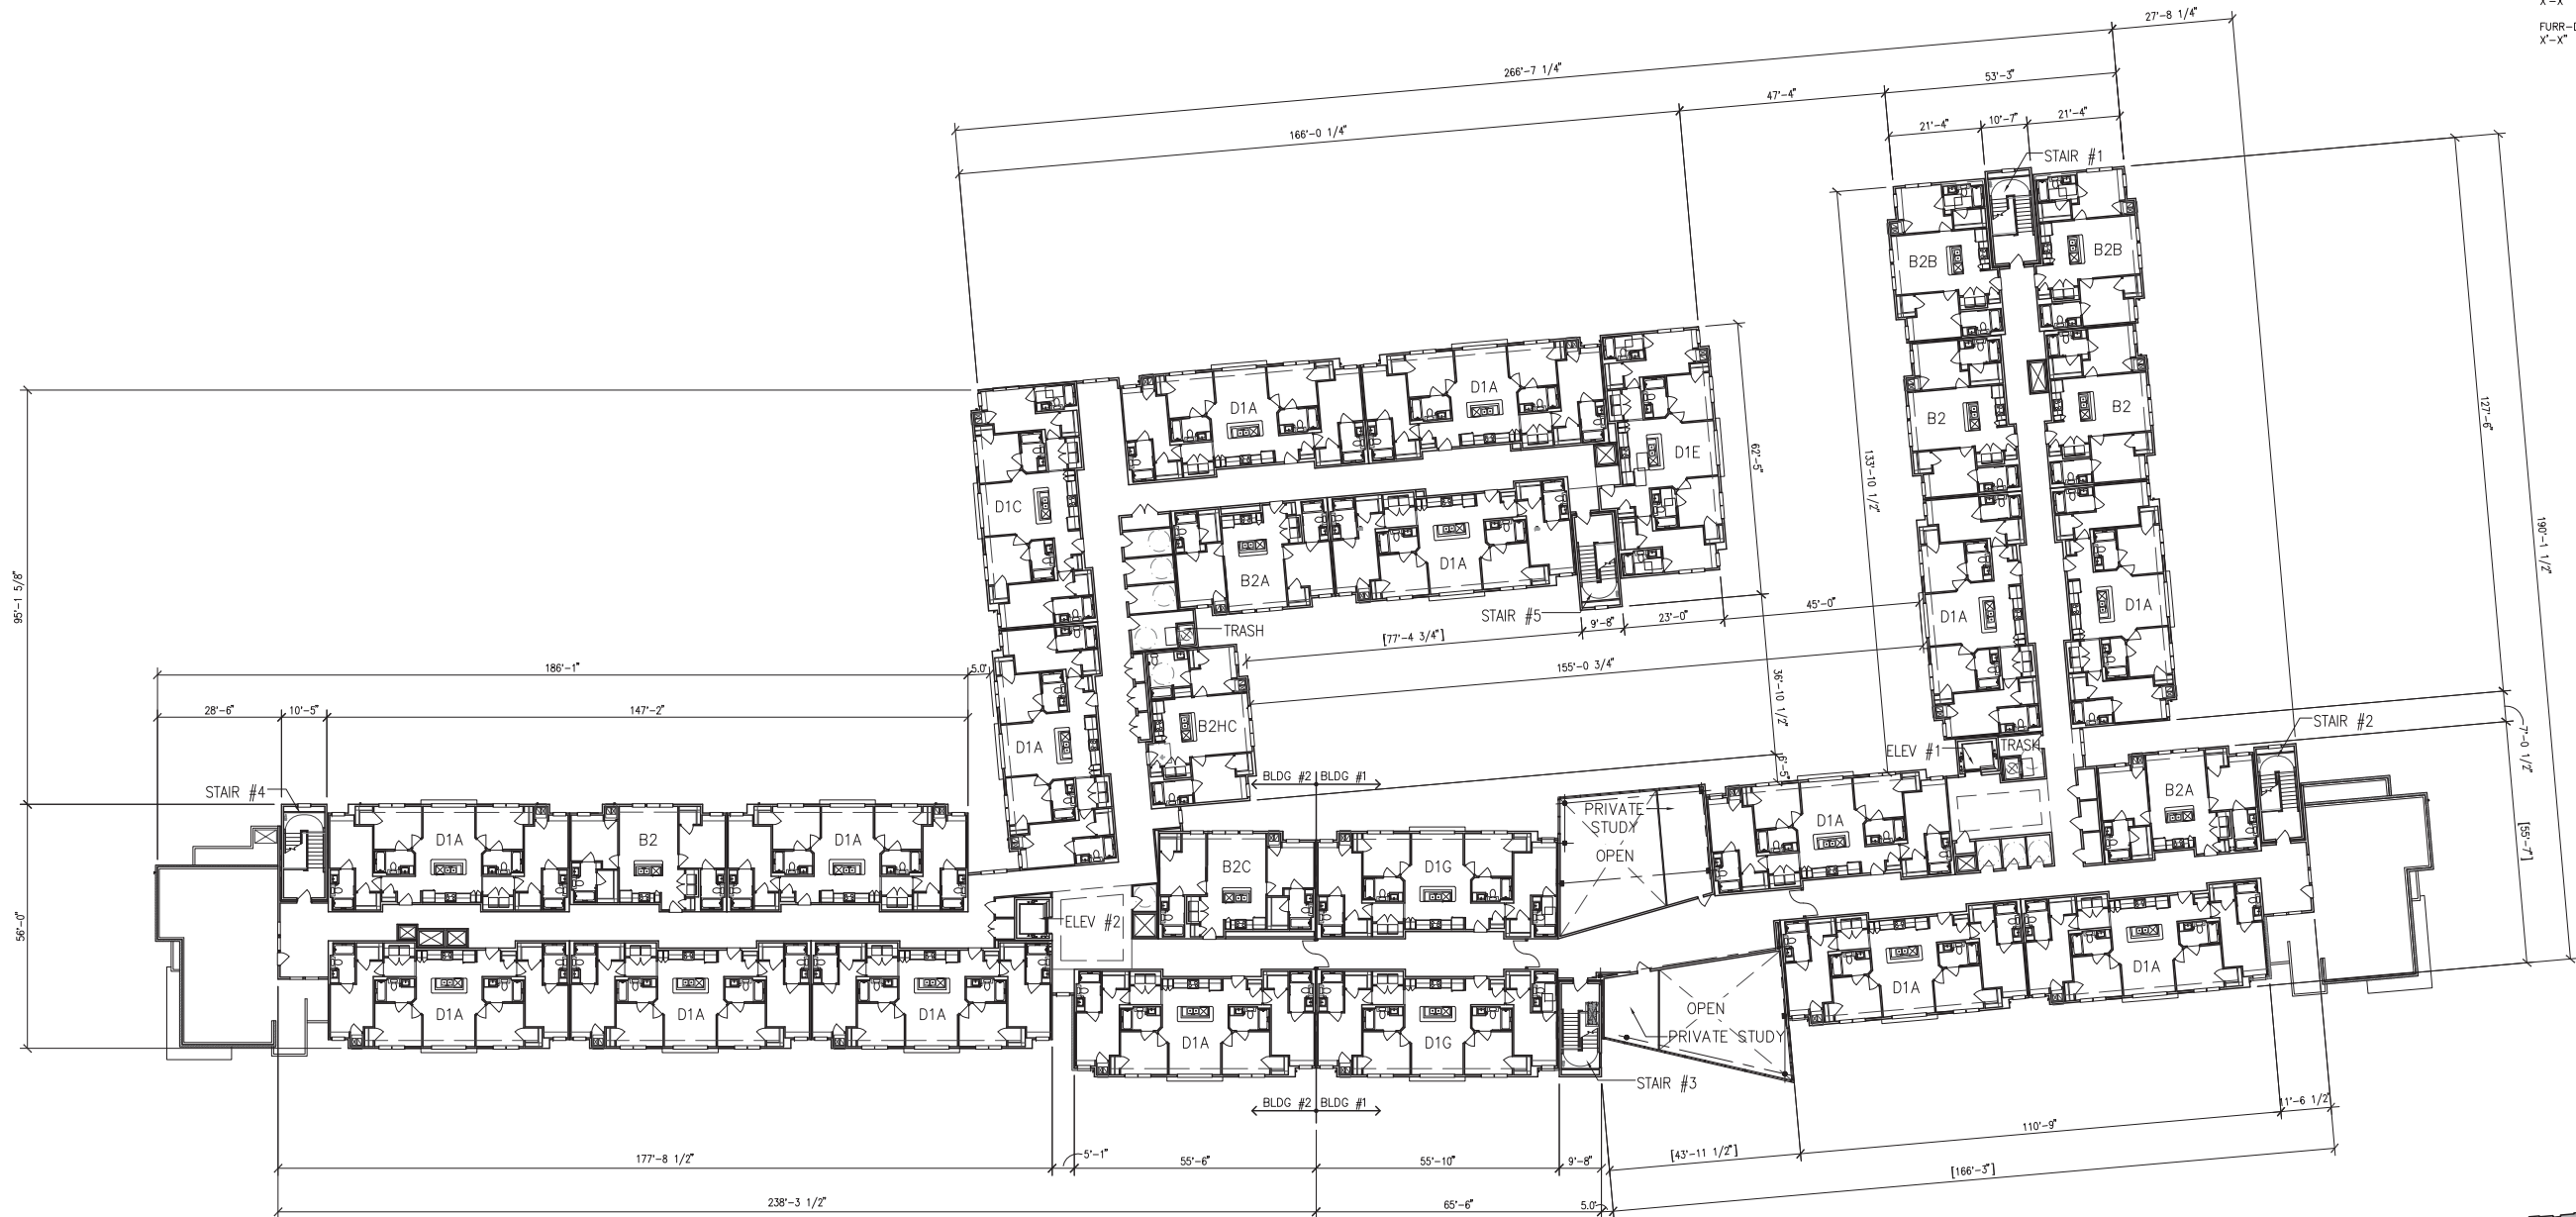 X'-X"
FURR-D
X'-X"
27'-8 1/4"
266'-7 1/4"
53'-3"
47'-4"
166'-0 1/4"
21'-4"
10'-7"
21'-4"
STAIR #1
B2B
B2B
D1A
D1A
D1E
B2
B2
127'-6"
62'-5"
133'-10 1/2"
190'-1 1/2"
D1C
B2A
D1A
95'-1 5/8"
STAIR #5
TRASH
[77'-4 3/4"]
9'-8"
23'-0"
45'-0"
D1A
D1A
186'-1"
5.0'
155'-0 3/4"
36'-10 1/2"
28'-6"
10'-5"
147'-2"
D1A
B2HC
STAIR #2
7'-0 1/2"
ELEV #1
TRASH
BLDG #2
BLDG #1
6'-5"
STAIR #4
B2A
PRIVATE
STUDY
OPEN
D1A
[55'-7"]
D1A
B2
D1A
B2C
D1G
56'-0"
ELEV #2
D1A
D1A
D1A
D1A
D1A
D1A
D1G
OPEN
PRIVATE STUDY
STAIR #3
BLDG #2
BLDG #1
11'-6 1/2"
110'-9"
[43'-11 1/2"]
[166'-3"]
177'-8 1/2"
5'-1"
55'-6"
55'-10"
9'-8"
238'-3 1/2"
65'-6"
5.0'